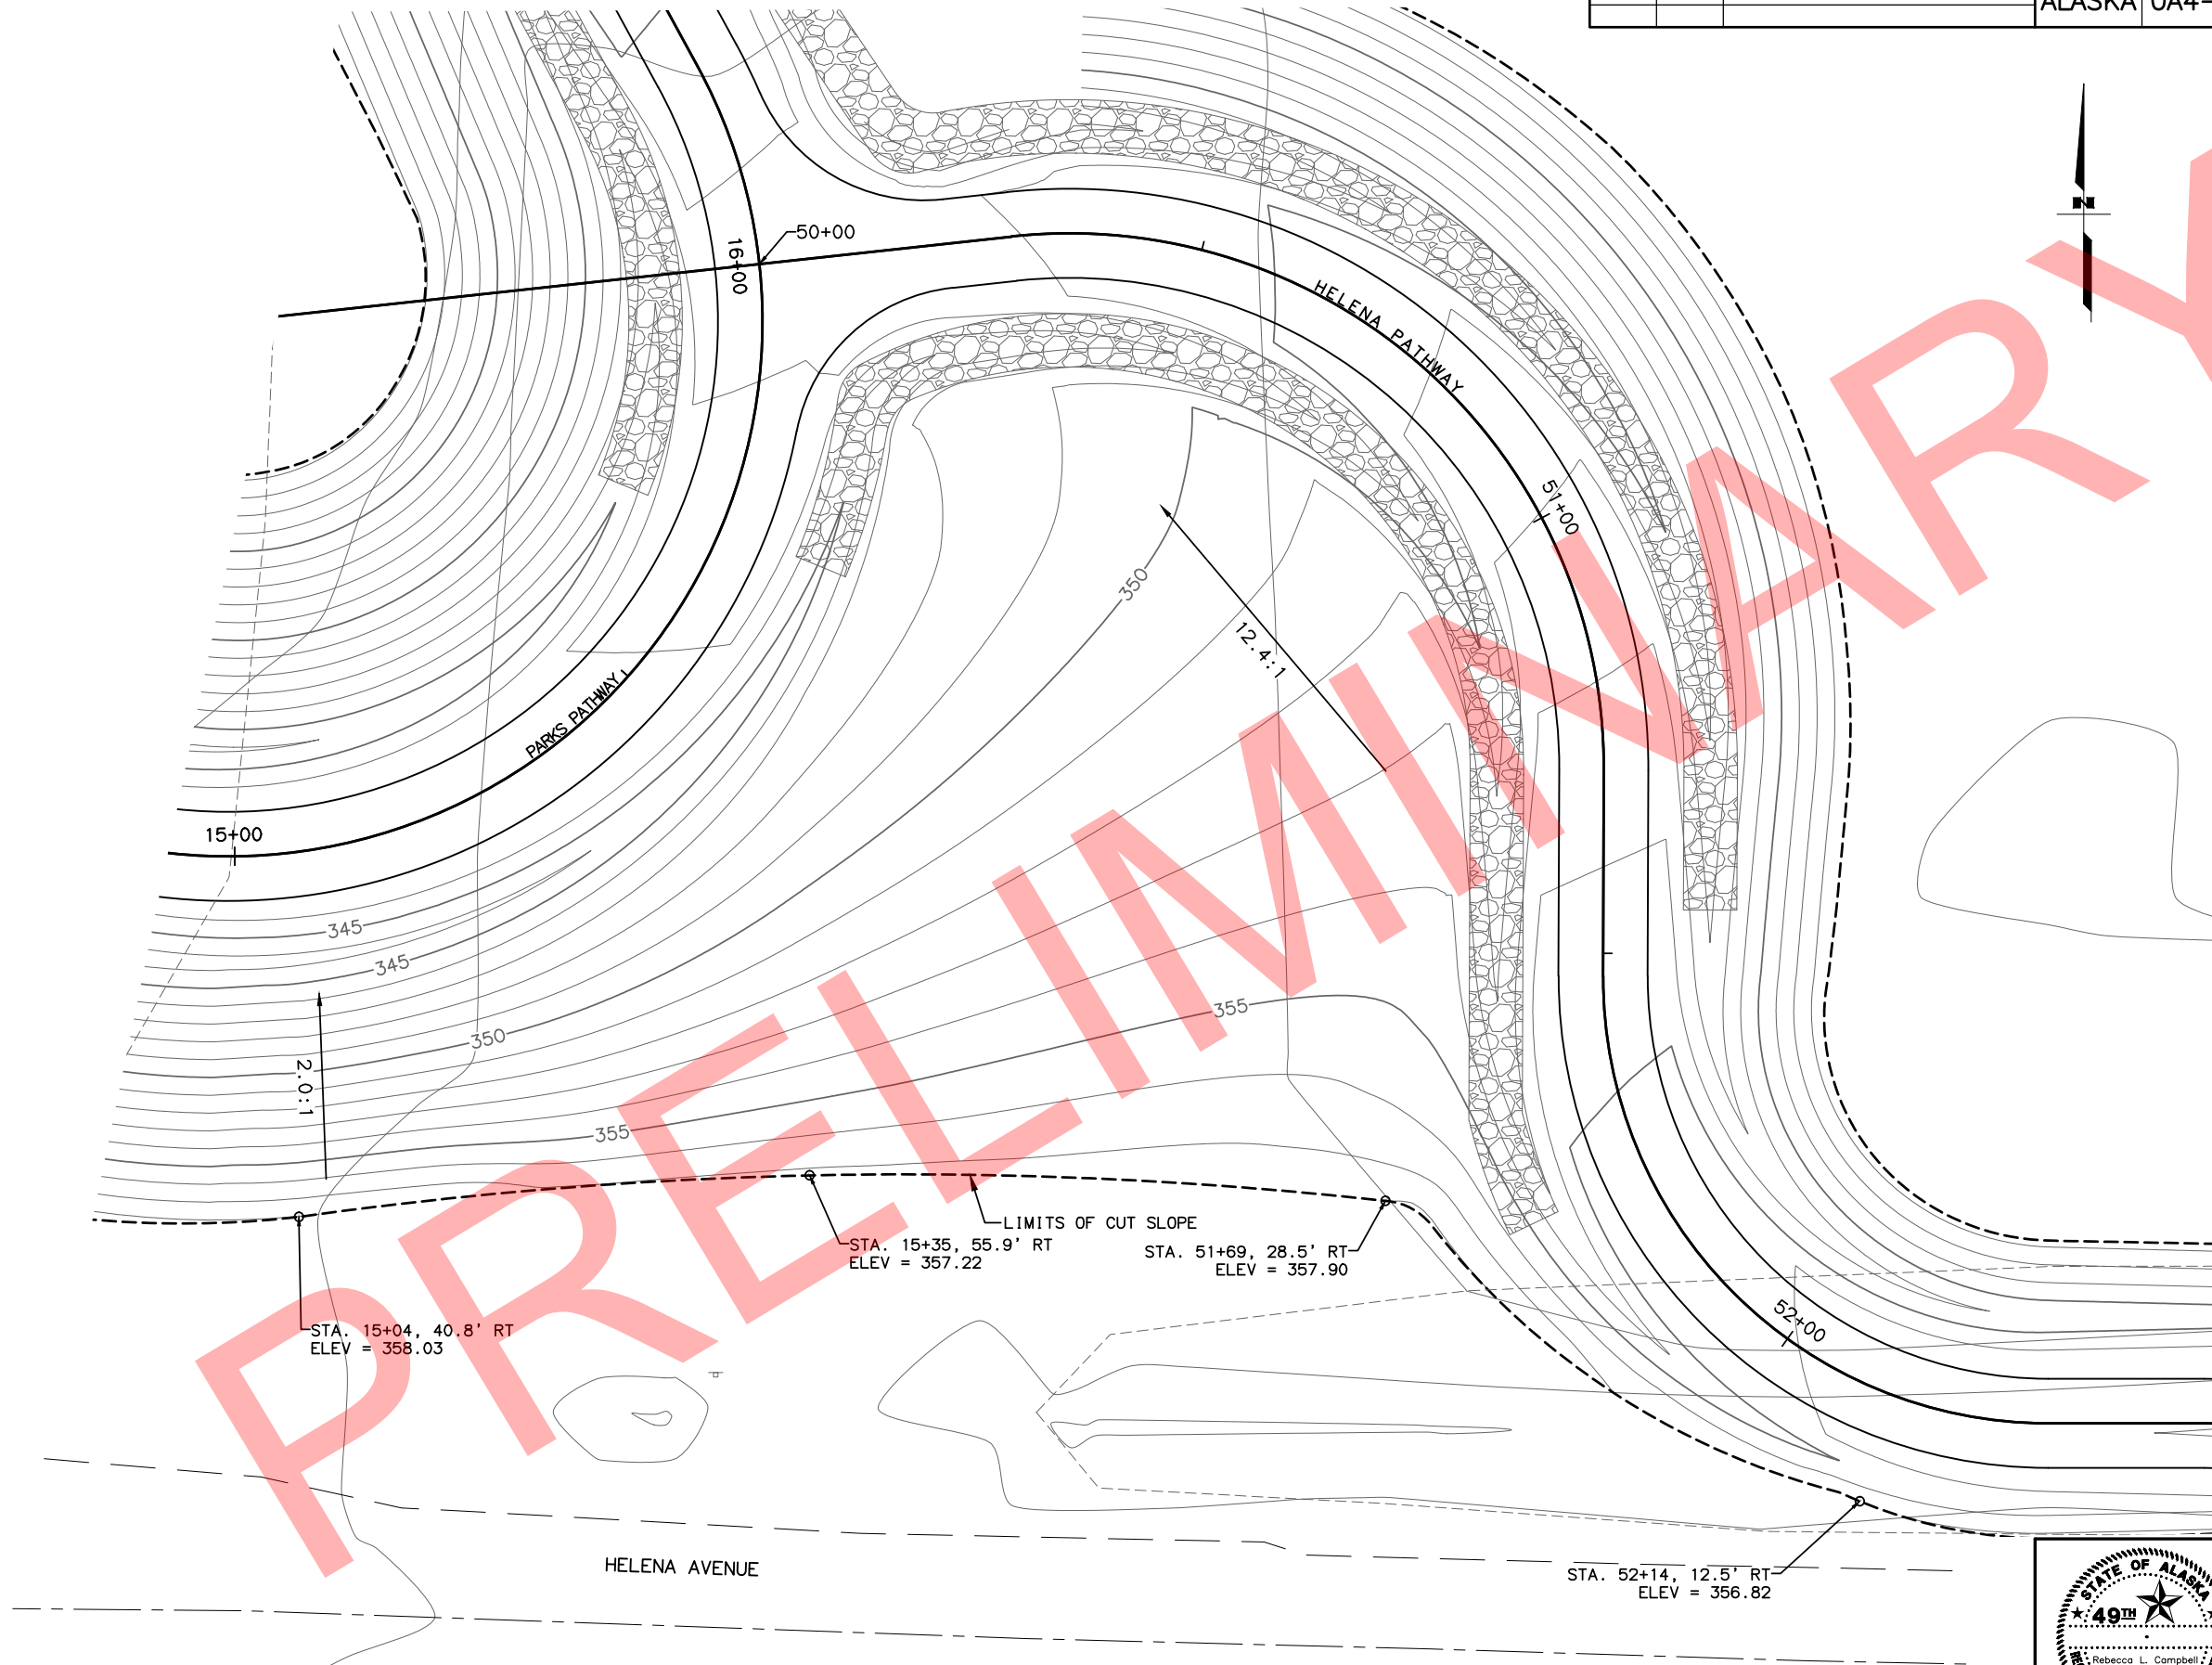 ALASKA
N
50+00
16+00
HELENA PATHWAY
51+00
350
12.4:1
PARKS PATHWAY
15+00
345
345
350
355
355
2.0:1
LIMITS OF CUT SLOPE
STA. 15+35, 55.9' RT
ELEV = 357.22
STA. 51+69, 28.5' RT
ELEV = 357.90
STA. 15+04, 40.8' RT
ELEV = 358.03
52+00
HELENA AVENUE
STA. 52+14, 12.5' RT
ELEV = 356.82
STATE OF ALASKA
49TH
Rebecca L. Campbell
PRELIMINARY